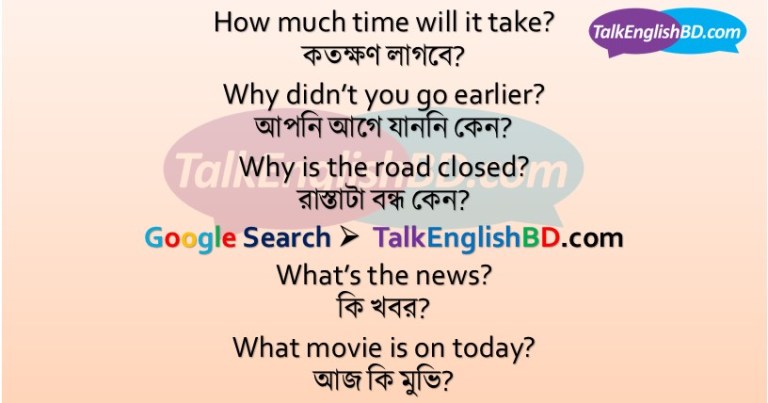 How much time will it take?
TalkEnglishBD.com
কতক্ষণ লাগবে?
Why didn't you go earlier?
আপনি আগে যাননি কেন?
TalkEnglishBD.com
Why is the road closed?
রাস্তাটা বন্ধ কেন?
Google Search ➢ TalkEnglishBD.com
What's the news?
কি খবর?
What movie is on today?
আজ কি মুভি?